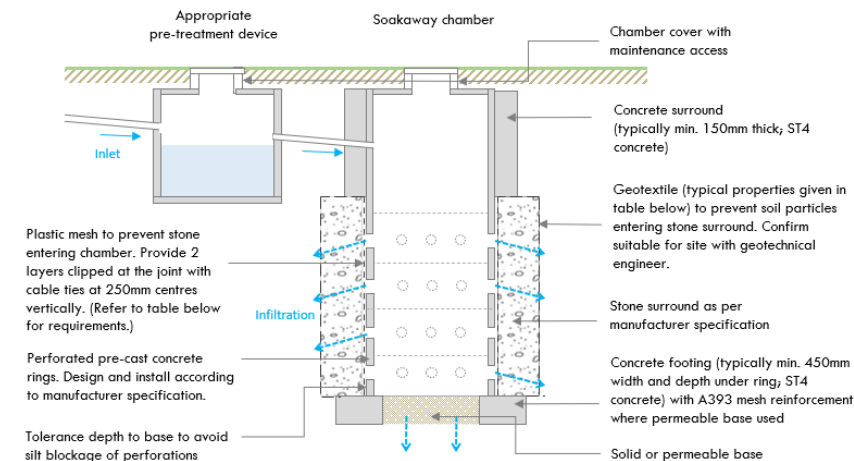 Appropriate
pre-treatment device
Soakaway chamber
Chamber cover with
maintenance access
Concrete surround
(typically min. 150mm thick; ST4
concrete)
Inlet
Geotextile (typical properties given in
table below) to prevent soil particles
entering stone surround. Confirm
suitable for site with geotechnical
engineer.
Plastic mesh to prevent stone
entering chamber. Provide 2
layers clipped at the joint with
cable ties at 250mm centres
vertically. (Refer to table below
for requirements.)
Infiltration
Stone surround as per
manufacturer specification
Perforated pre-cast concrete
rings. Design and install according
to manufacturer specification.
Concrete footing (typically min. 450mm
width and depth under ring; ST4
concrete) with A393 mesh reinforcement
where permeable base used
Tolerance depth to base to avoid
silt blockage of perforations
Solid or permeable base